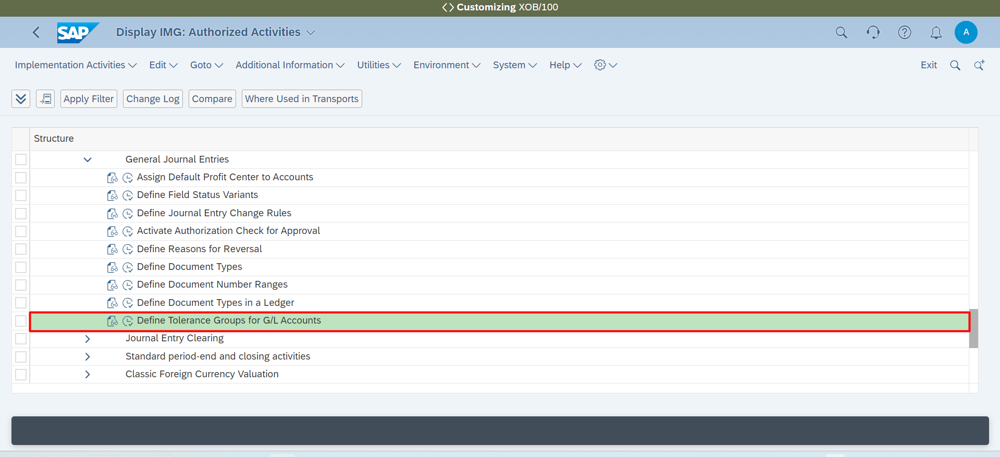 Customizing XOB/100
SAP Display IMG: Authorized Activities A
Implementation Activities Edit Goto Additional Information Utilities Environment System Help Exit
Apply Filter Change Log Compare Where Used in Transports
Structure
General Journal Entries
Assign Default Profit Center to Accounts
Define Field Status Variants
Define Journal Entry Change Rules
Activate Authorization Check for Approval
Define Reasons for Reversal
Define Document Types
Define Document Number Ranges
Define Document Types in a Ledger
Define Tolerance Groups for G/L Accounts
Journal Entry Clearing
Standard period-end and closing activities
Classic Foreign Currency Valuation